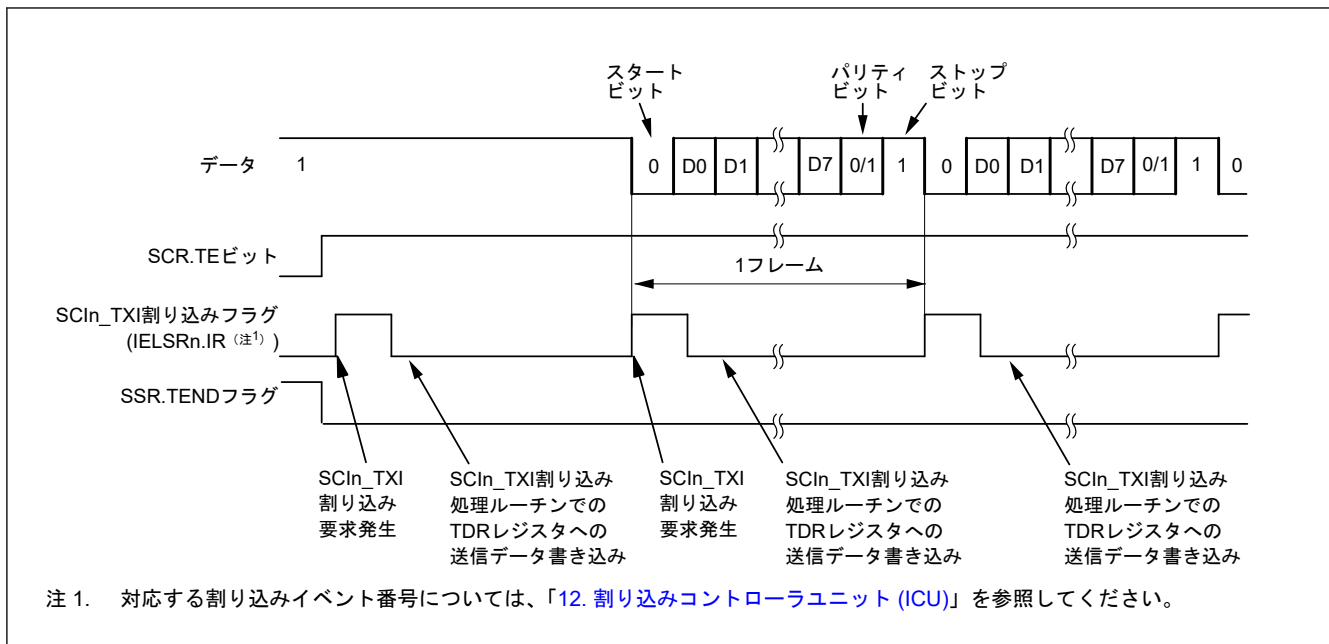 スタート
ビット
パリティ
ビット
ストップ
ビット
データ 1 0 D0 D1 D7 0/1 1 0 D0 D1 D7 0/1 1 0
SCR.TEビット
1フレーム
SCIn_TXI割り込みフラグ
(IELSRn.IR（注1）)
SSR.TENDフラグ
SCIn_TXI
割り込み
要求発生
SCIn_TXI割り込み
処理ルーチンでの
TDRレジスタへの
送信データ書き込み
SCIn_TXI
割り込み
要求発生
SCIn_TXI割り込み
処理ルーチンでの
TDRレジスタへの
送信データ書き込み
SCIn_TXI割り込み
処理ルーチンでの
TDRレジスタへの
送信データ書き込み
注 1. 対応する割り込みイベント番号については、「12. 割り込みコントローラユニット (ICU)」を参照してください。